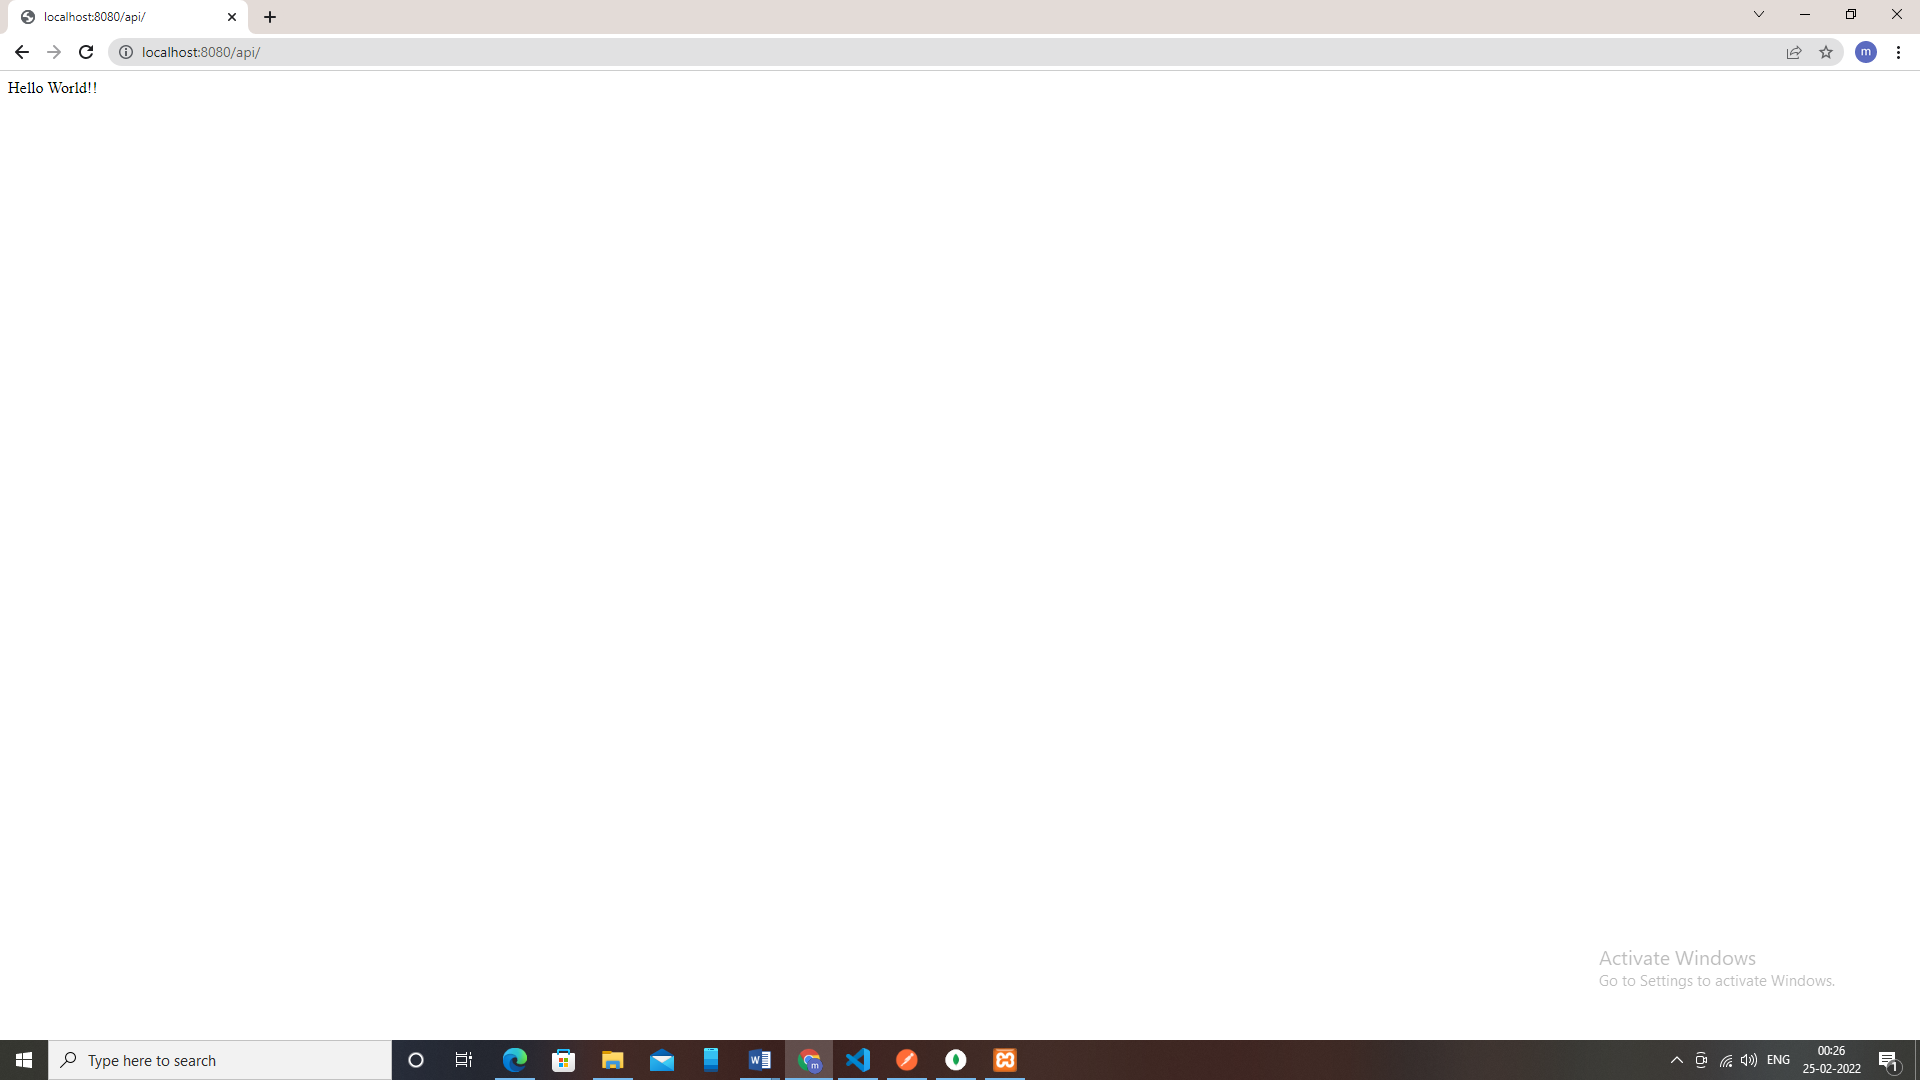 localhost:8080/api/
localhost:8080/api/
m
Hello World!!
Activate Windows
Go to Settings to activate Windows.
Type here to search
W
m
ENG
00:26
25-02-2022
1